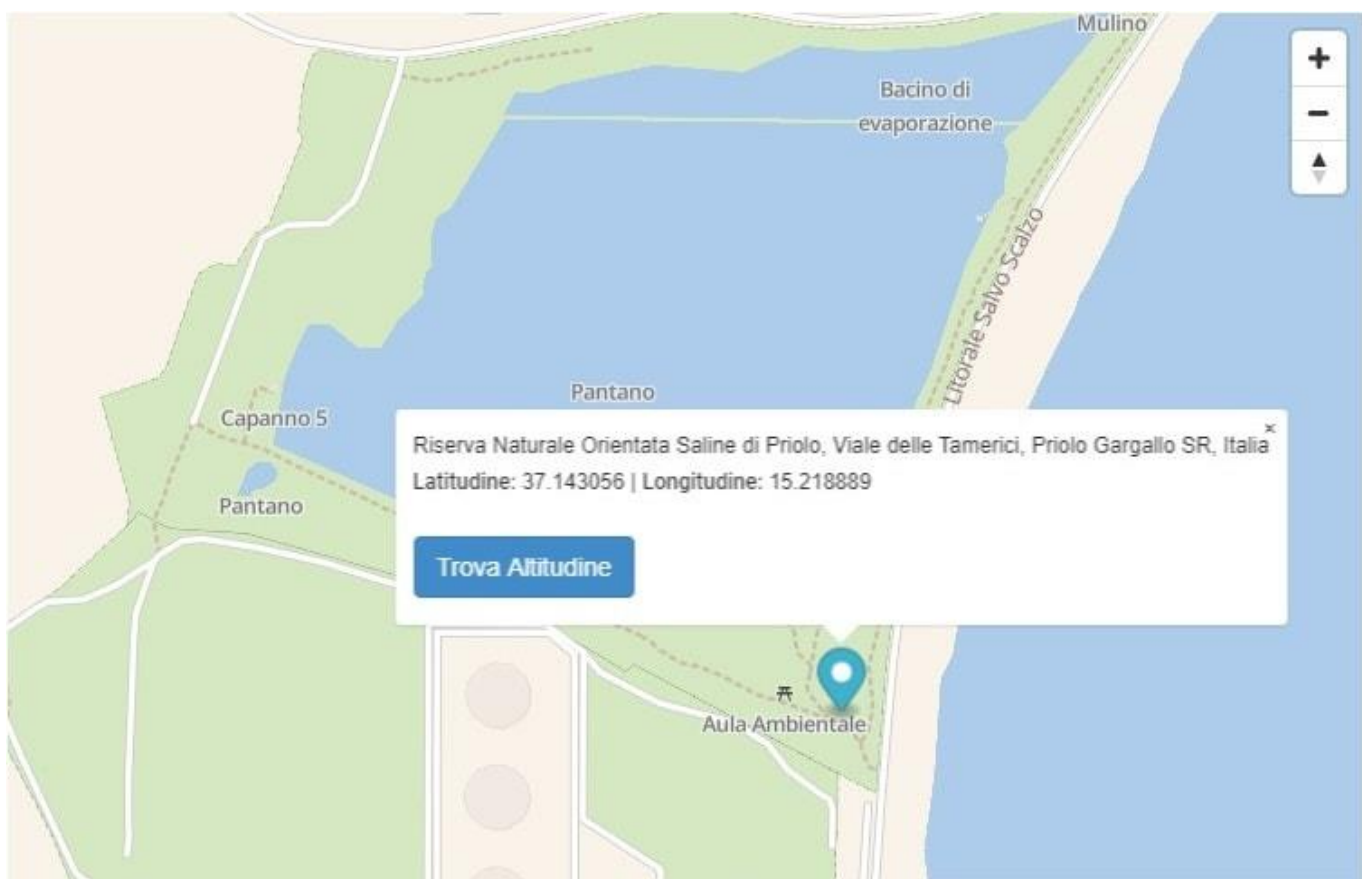 Mulino
+
Bacino di
evaporazione
−
Litorale Salvo Scalzo
Pantano
Capanno 5
×
Riserva Naturale Orientata Saline di Priolo, Viale delle Tamerici, Priolo Gargallo SR, Italia
Latitudine: 37.143056 | Longitudine: 15.218889
Pantano
Trova Altitudine
Aula Ambientale